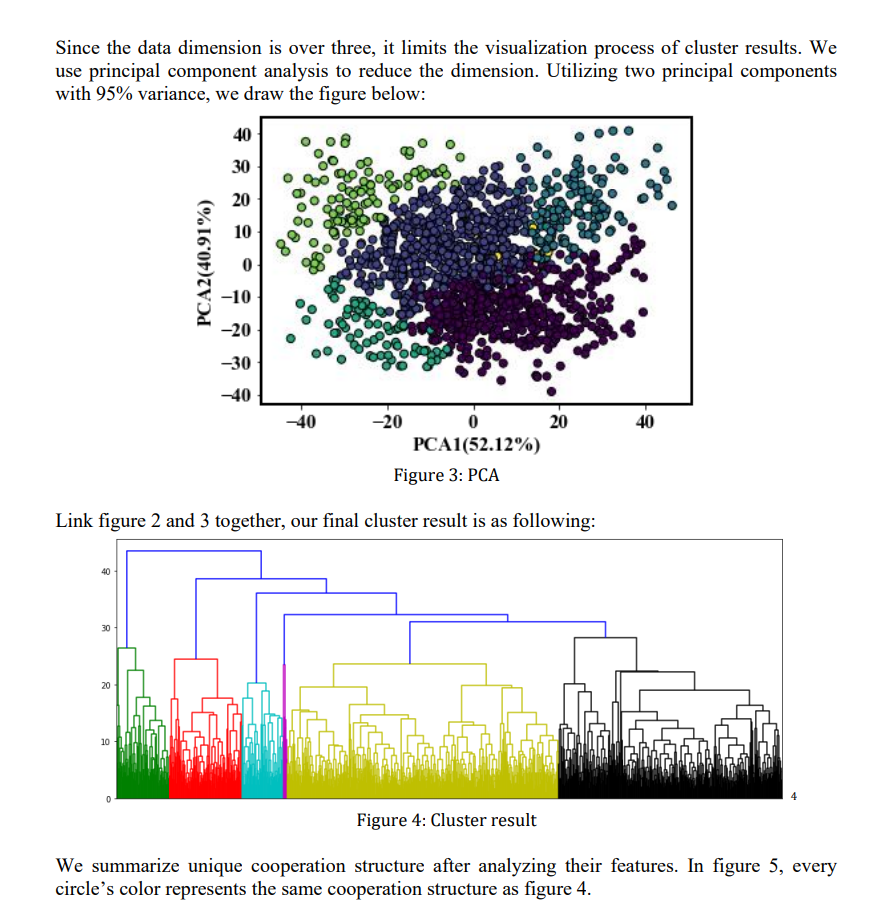 Since the data dimension is over three, it limits the visualization process of cluster results. We
use principal component analysis to reduce the dimension. Utilizing two principal components
with 95% variance, we draw the figure below:
40
30
20
10
0
−10
−20
−30
−40
PCA2(40.91%)
−40 −20 0 20 40
PCA1(52.12%)
Figure 3: PCA
Link figure 2 and 3 together, our final cluster result is as following:
40
30
20
10
0
4
Figure 4: Cluster result
We summarize unique cooperation structure after analyzing their features. In figure 5, every
circle’s color represents the same cooperation structure as figure 4.